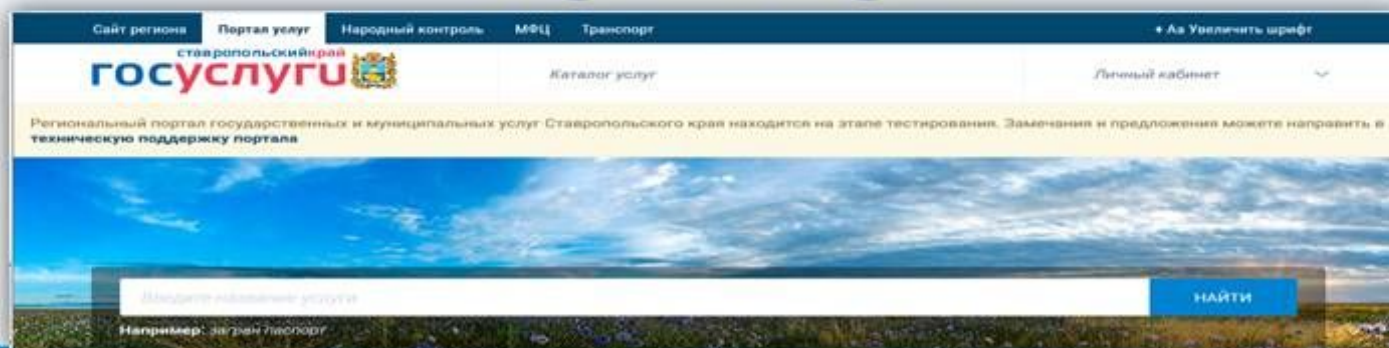 Сайт региона Портал услуг Народный контроль МФЦ Транспорт + Аа Увеличить шрифт
ставропольский край
госуслуги Каталог услуг Личный кабинет
Региональный портал государственных и муниципальных услуг Ставропольского края находится на этапе тестирования. Замечания и предложения можете направить в
техническую поддержку портала
Введите название услуги НАЙТИ
Например: загран паспорт